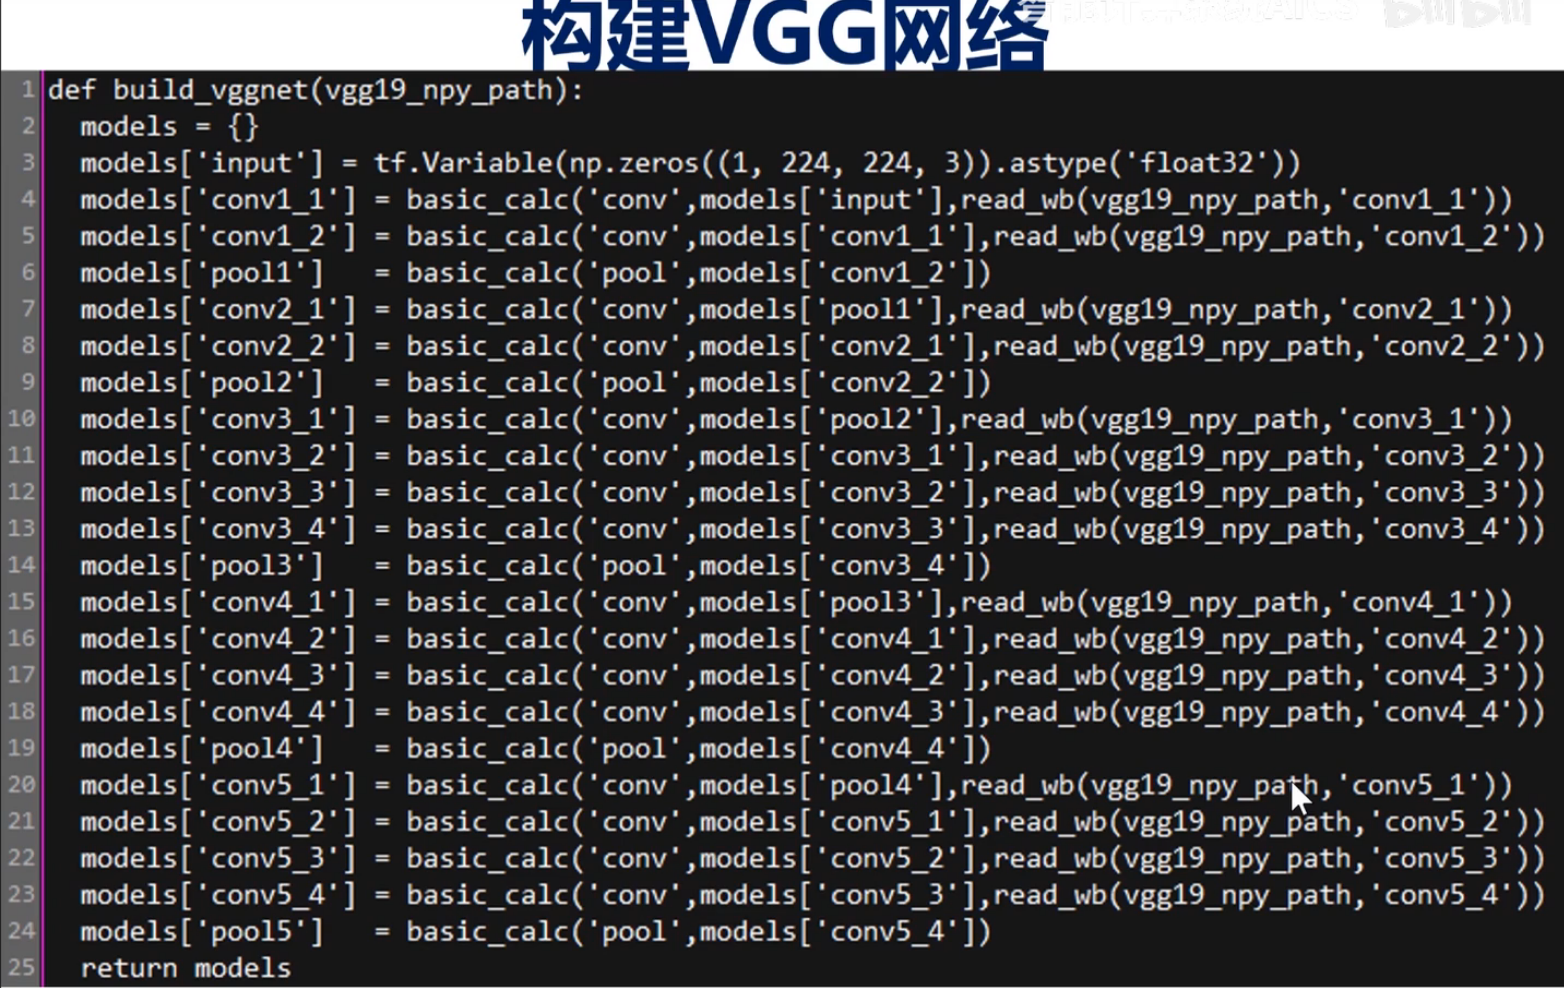 构建VGG网络
1 def build_vggnet(vgg19_npy_path):
2 models = {}
3 models['input'] = tf.Variable(np.zeros((1, 224, 224, 3)).astype('float32'))
4 models['conv1_1'] = basic_calc('conv',models['input'],read_wb(vgg19_npy_path,'conv1_1'))
5 models['conv1_2'] = basic_calc('conv',models['conv1_1'],read_wb(vgg19_npy_path,'conv1_2'))
6 models['pool1'] = basic_calc('pool',models['conv1_2'])
7 models['conv2_1'] = basic_calc('conv',models['pool1'],read_wb(vgg19_npy_path,'conv2_1'))
8 models['conv2_2'] = basic_calc('conv',models['conv2_1'],read_wb(vgg19_npy_path,'conv2_2'))
9 models['pool2'] = basic_calc('pool',models['conv2_2'])
10 models['conv3_1'] = basic_calc('conv',models['pool2'],read_wb(vgg19_npy_path,'conv3_1'))
11 models['conv3_2'] = basic_calc('conv',models['conv3_1'],read_wb(vgg19_npy_path,'conv3_2'))
12 models['conv3_3'] = basic_calc('conv',models['conv3_2'],read_wb(vgg19_npy_path,'conv3_3'))
13 models['conv3_4'] = basic_calc('conv',models['conv3_3'],read_wb(vgg19_npy_path,'conv3_4'))
14 models['pool3'] = basic_calc('pool',models['conv3_4'])
15 models['conv4_1'] = basic_calc('conv',models['pool3'],read_wb(vgg19_npy_path,'conv4_1'))
16 models['conv4_2'] = basic_calc('conv',models['conv4_1'],read_wb(vgg19_npy_path,'conv4_2'))
17 models['conv4_3'] = basic_calc('conv',models['conv4_2'],read_wb(vgg19_npy_path,'conv4_3'))
18 models['conv4_4'] = basic_calc('conv',models['conv4_3'],read_wb(vgg19_npy_path,'conv4_4'))
19 models['pool4'] = basic_calc('pool',models['conv4_4'])
20 models['conv5_1'] = basic_calc('conv',models['pool4'],read_wb(vgg19_npy_path,'conv5_1'))
21 models['conv5_2'] = basic_calc('conv',models['conv5_1'],read_wb(vgg19_npy_path,'conv5_2'))
22 models['conv5_3'] = basic_calc('conv',models['conv5_2'],read_wb(vgg19_npy_path,'conv5_3'))
23 models['conv5_4'] = basic_calc('conv',models['conv5_3'],read_wb(vgg19_npy_path,'conv5_4'))
24 models['pool5'] = basic_calc('pool',models['conv5_4'])
25 return models